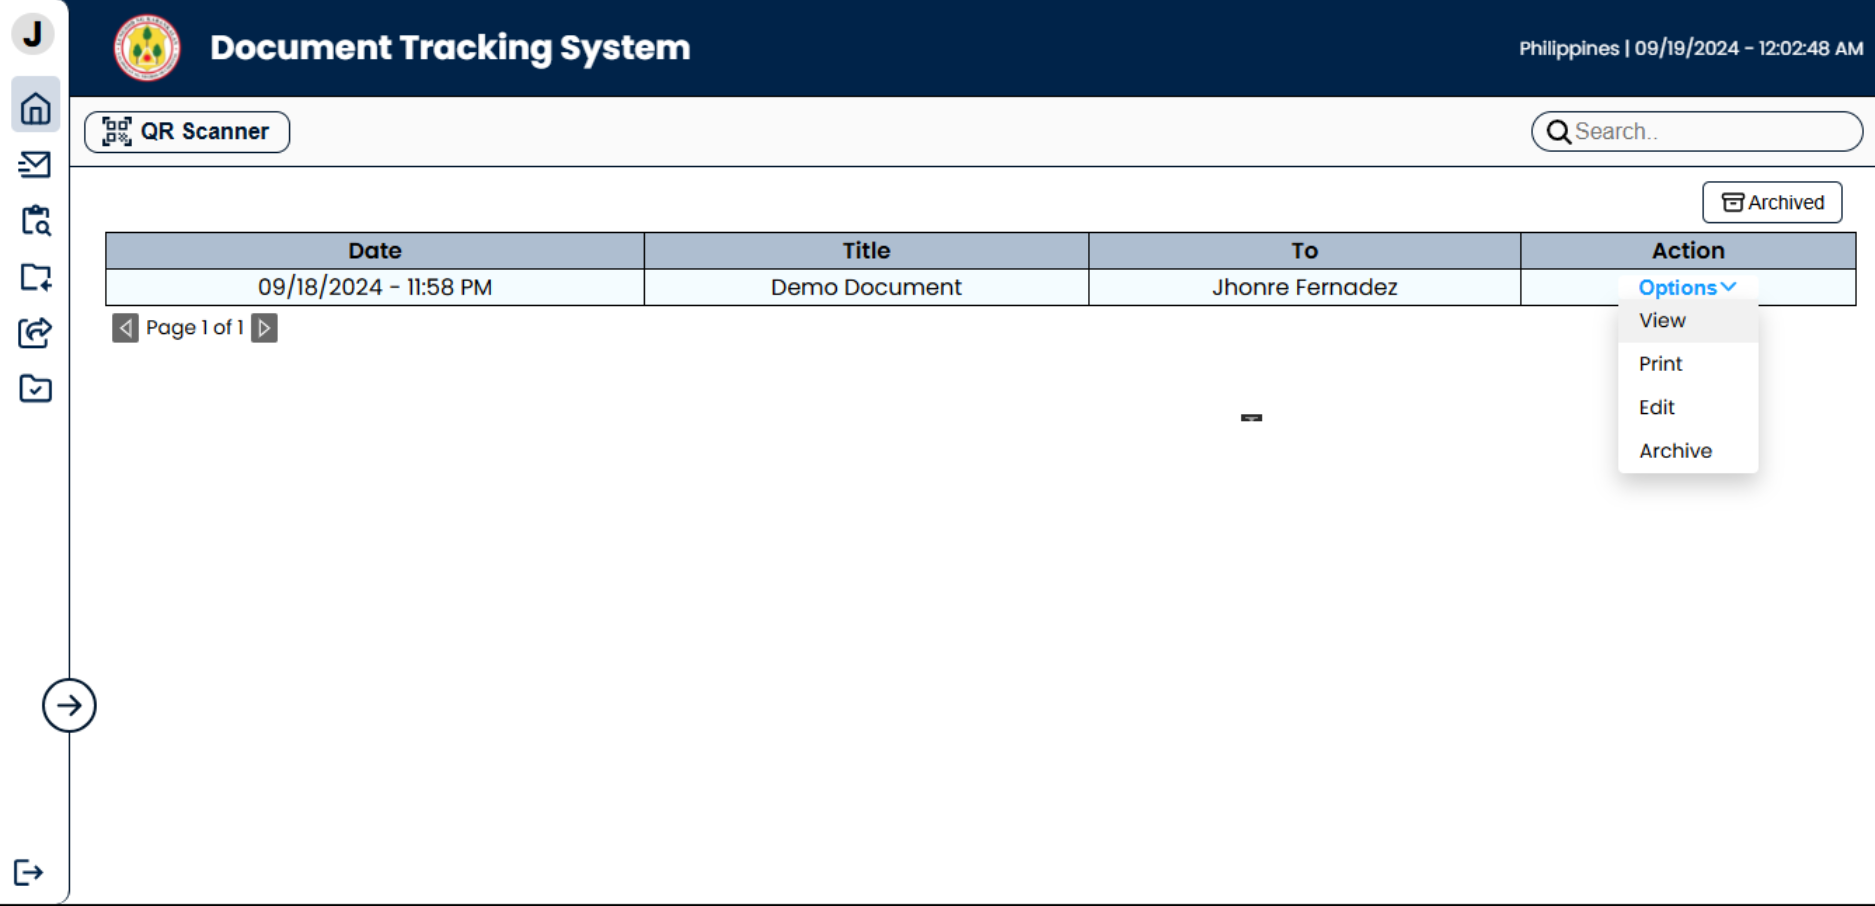 J
Document Tracking System
Philippines | 09/19/2024 - 12:02:48 AM
QR Scanner
Search..
Archived
Date Title To Action
09/18/2024 - 11:58 PM Demo Document Jhonre Fernadez Options
Page 1 of 1
View
Print
Edit
Archive